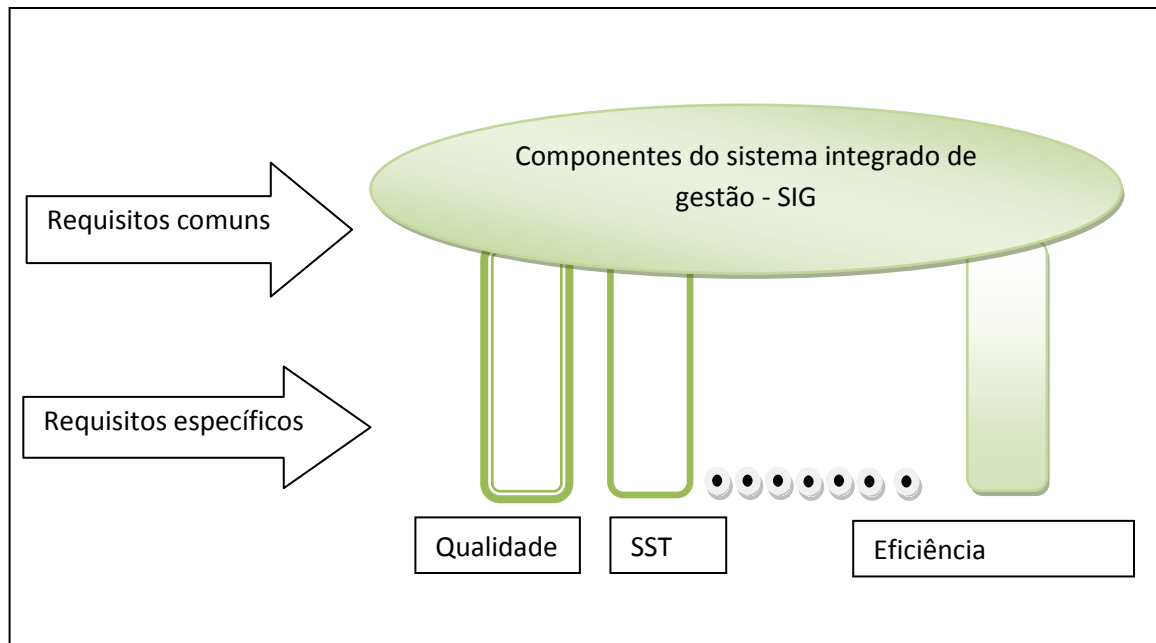 Componentes do sistema integrado de
gestão - SIG
Requisitos comuns
Requisitos específicos
Qualidade
SST
Eficiência